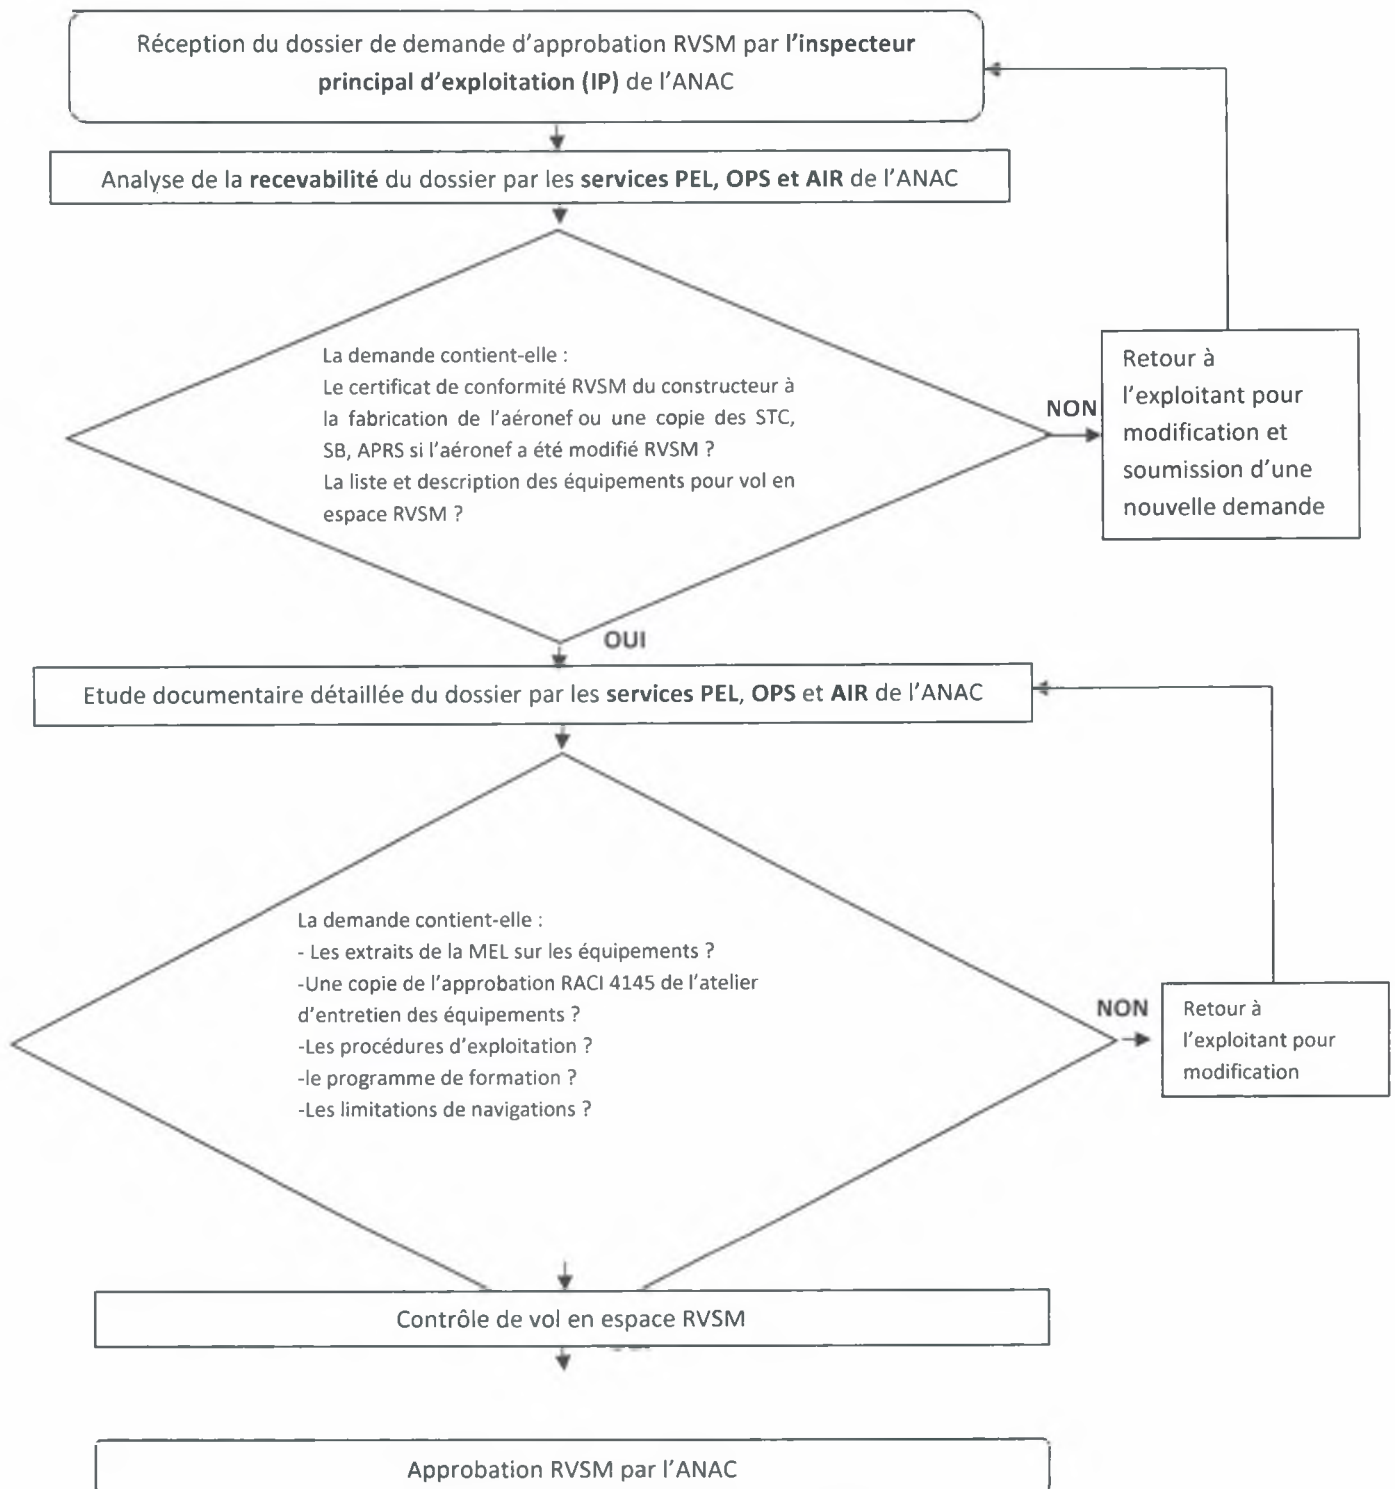 Réception du dossier de demande d'approbation RVSM par l'inspecteur
principal d'exploitation (IP) de l'ANAC
Analyse de la recevabilité du dossier par les services PEL, OPS et AIR de l'ANAC
La demande contient-elle :
Le certificat de conformité RVSM du constructeur à
la fabrication de l'aéronef ou une copie des STC,
SB, APRS si l'aéronef a été modifié RVSM ?
La liste et description des équipements pour vol en
espace RVSM ?
NON
Retour à
l'exploitant pour
modification et
soumission d'une
nouvelle demande
OUI
Etude documentaire détaillée du dossier par les services PEL, OPS et AIR de l'ANAC
La demande contient-elle :
- Les extraits de la MEL sur les équipements ?
-Une copie de l'approbation RACI 4145 de l'atelier
d'entretien des équipements ?
-Les procédures d'exploitation ?
-le programme de formation ?
-Les limitations de navigations ?
NON
Retour à
l'exploitant pour
modification
Contrôle de vol en espace RVSM
Approbation RVSM par l'ANAC